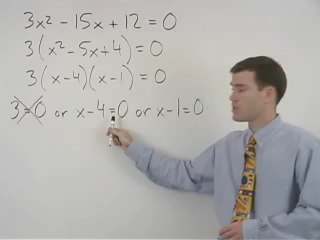 3x² - 15x + 12 = 0
3(x² - 5x + 4) = 0
3(x - 4)(x - 1) = 0
3 = 0 or x - 4 = 0 or x - 1 = 0